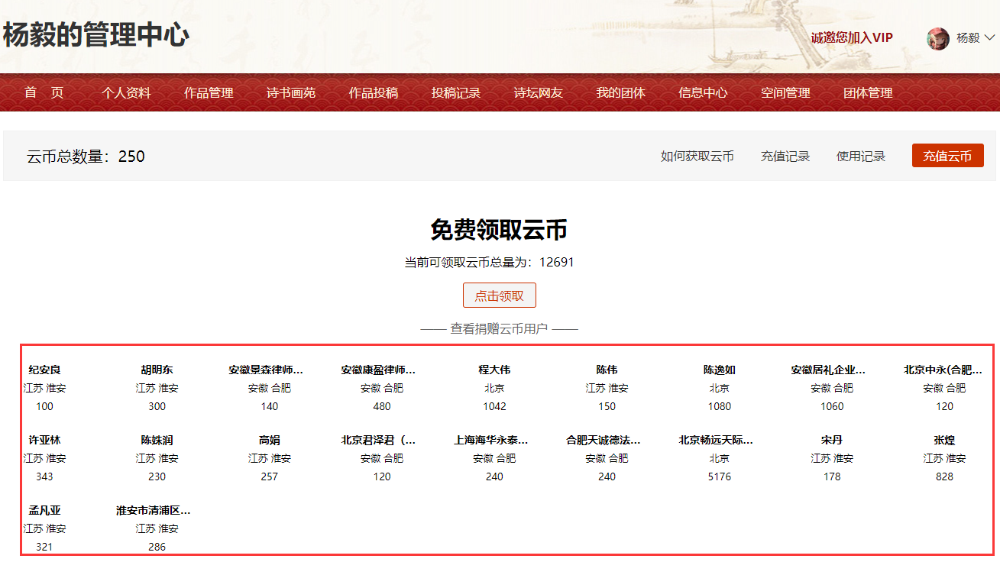 杨毅的管理中心
诚邀您加入VIP 杨毅
首 页 个人资料 作品管理 诗书画苑 作品投稿 投稿记录 诗坛网友 我的团体 信息中心 空间管理 团体管理
云币总数量：250 如何获取云币 充值记录 使用记录 充值云币
免费领取云币
当前可领取云币总量为：12691
点击领取
—— 查看捐赠云币用户 ——
纪安良 胡明东 安徽景森律师... 安徽康盈律师... 程大伟 陈伟 陈逸如 安徽居礼企业... 北京中永(合肥...
江苏 淮安 江苏 淮安 安徽 合肥 安徽 合肥 北京 江苏 淮安 北京 安徽 合肥 安徽 合肥
100 300 140 480 1042 150 1080 1060 120
许亚林 陈姝润 高娟 北京君泽君（... 上海海华永泰... 合肥天诚德法... 北京畅远天际... 宋丹 张煌
江苏 淮安 江苏 淮安 江苏 淮安 安徽 合肥 安徽 合肥 安徽 合肥 北京 江苏 淮安 江苏 淮安
343 230 257 120 240 240 5176 178 828
孟凡亚 淮安市清浦区...
江苏 淮安 江苏 淮安
321 286